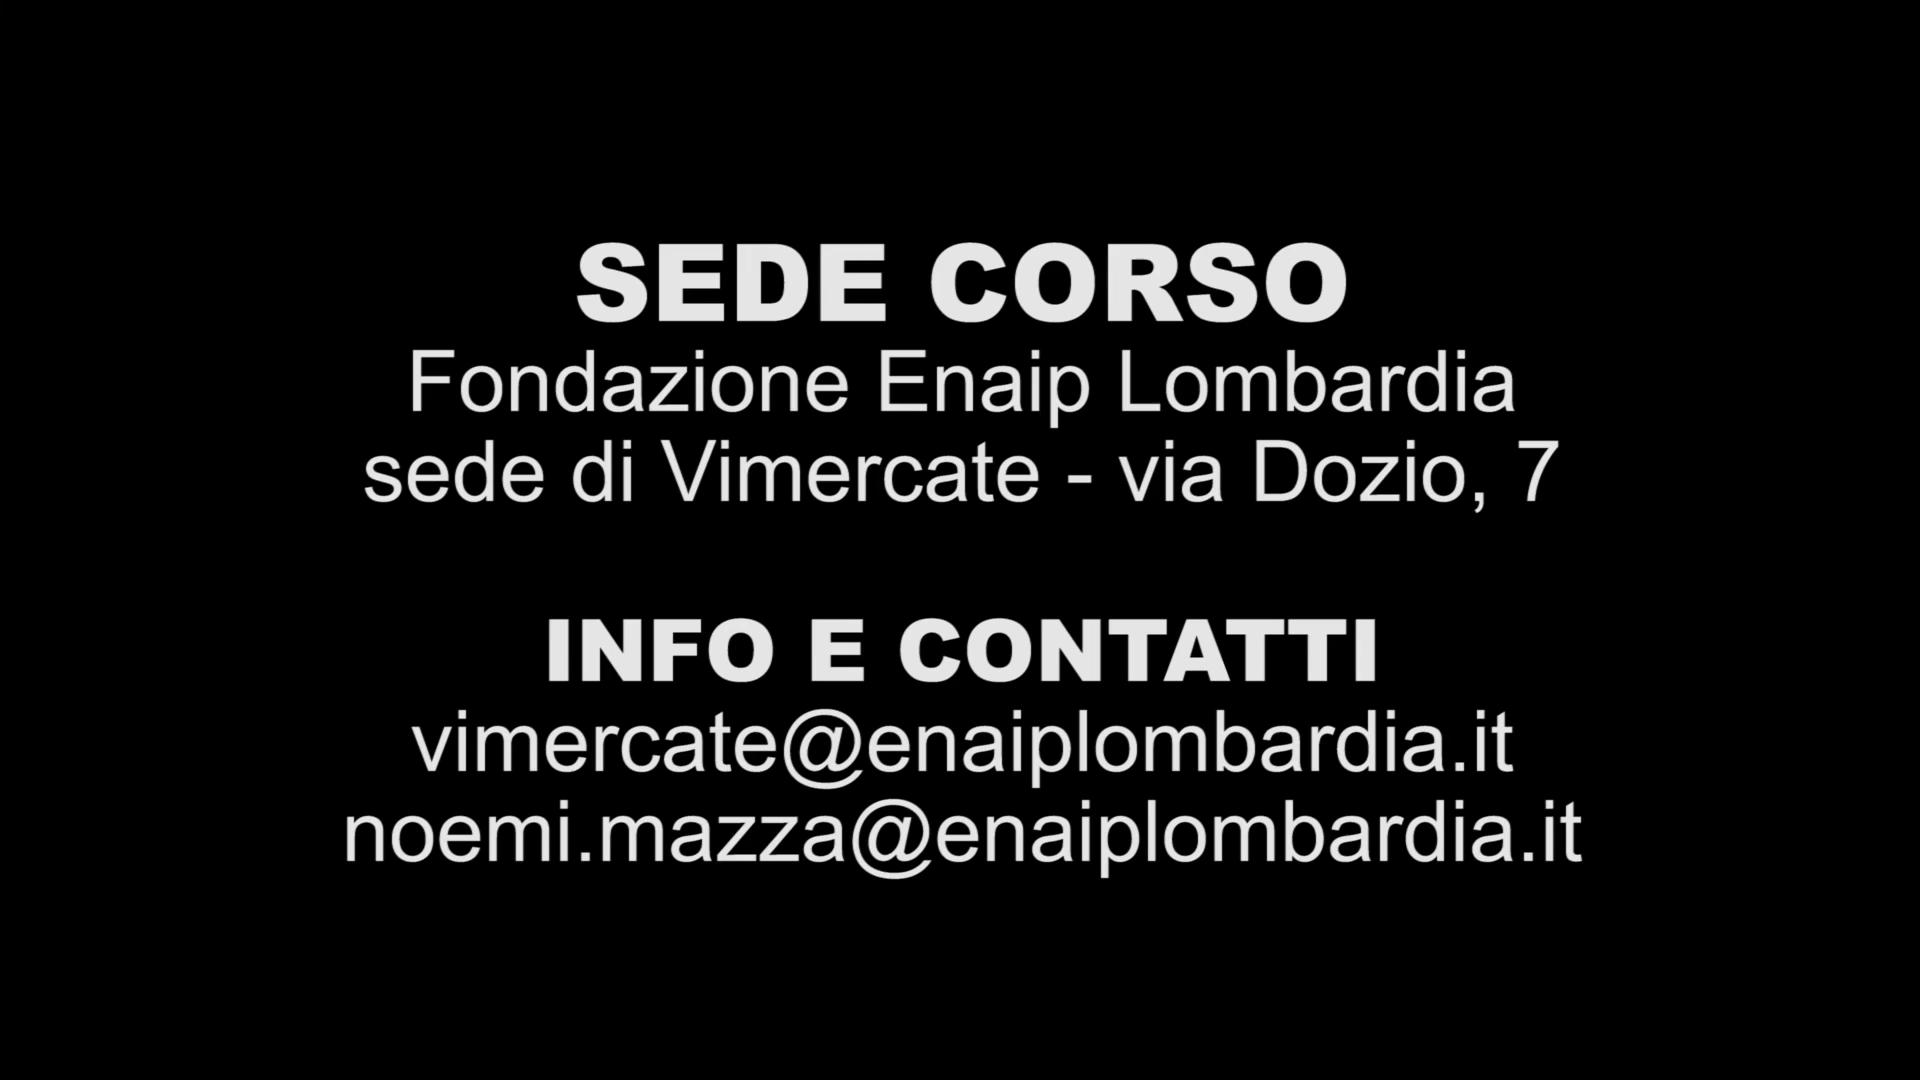 SEDE CORSO
Fondazione Enaip Lombardia
sede di Vimercate - via Dozio, 7
INFO E CONTATTI
vimercate@enaiplombardia.it
noemi.mazza@enaiplombardia.it